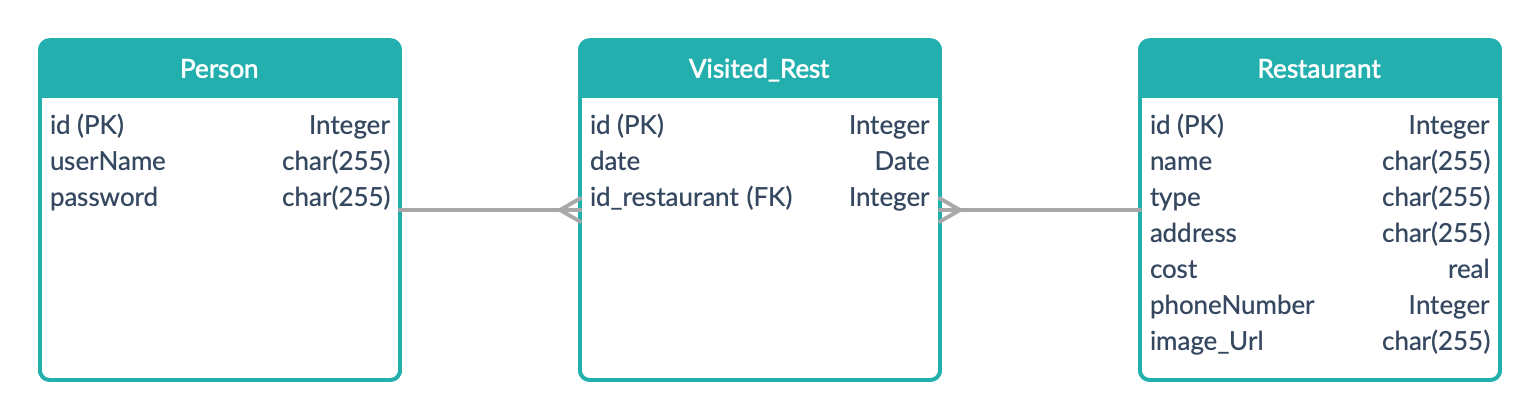 Person
id (PK) Integer
userName char(255)
password char(255)
Visited_Rest
id (PK) Integer
date Date
id_restaurant (FK) Integer
Restaurant
id (PK) Integer
name char(255)
type char(255)
address char(255)
cost real
phoneNumber Integer
image_Url char(255)